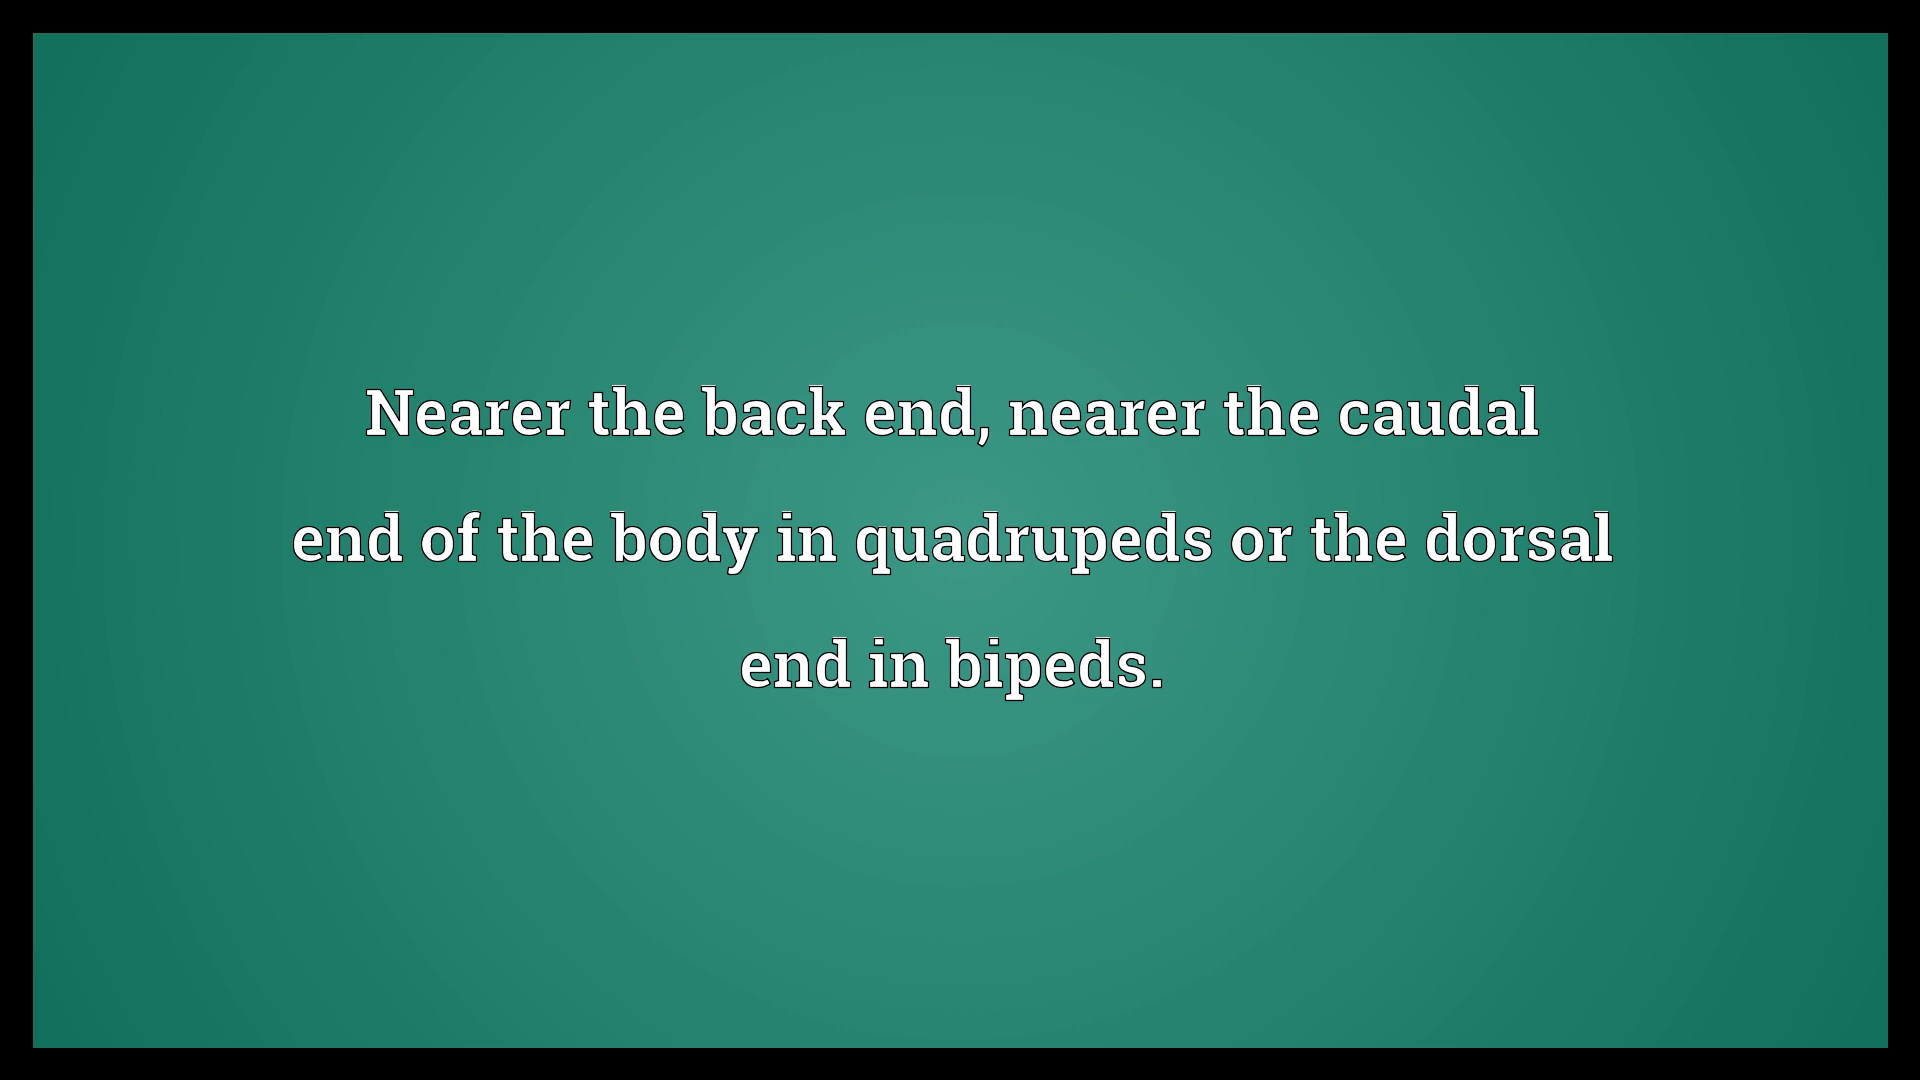 Nearer the back end, nearer the caudal
end of the body in quadrupeds or the dorsal
end in bipeds.